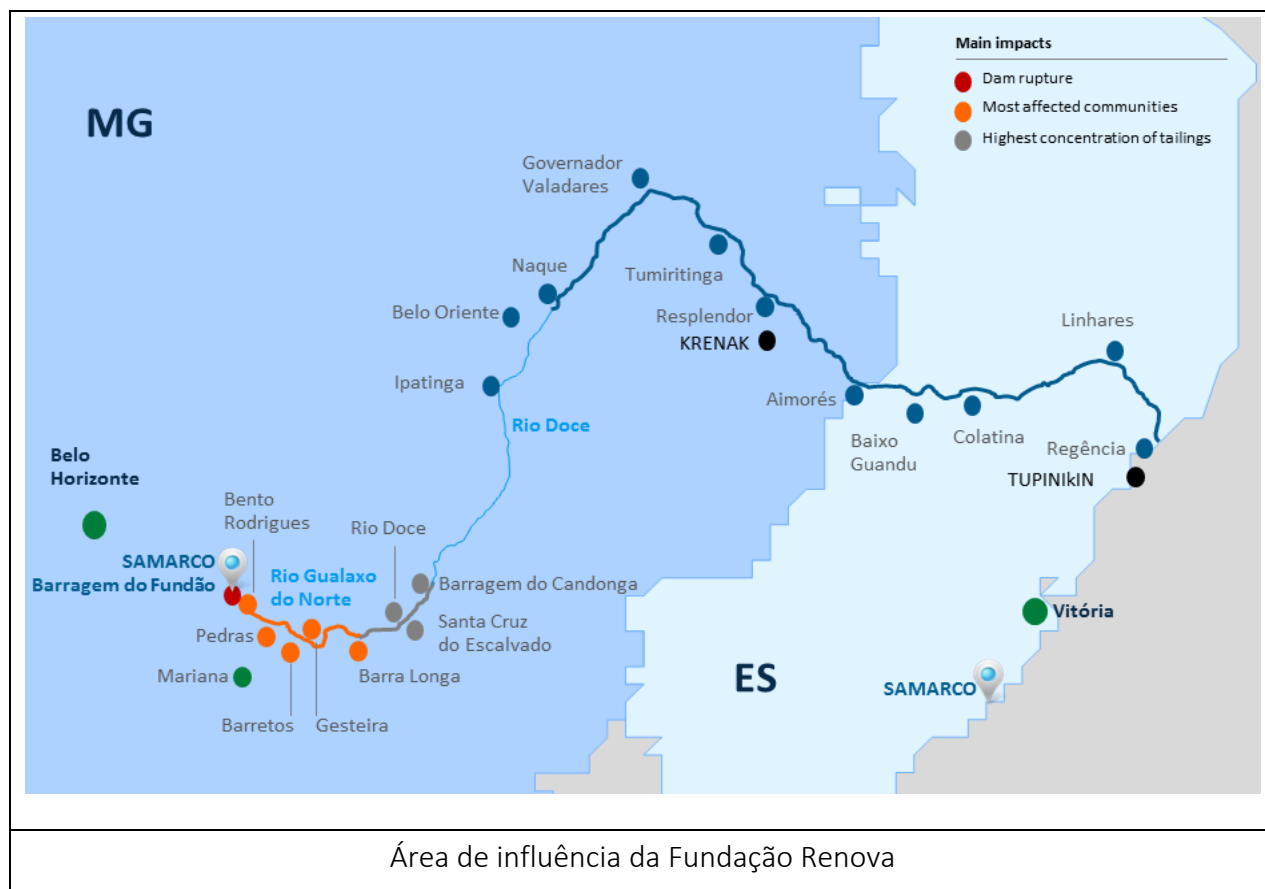 Main impacts
Dam rupture
Most affected communities
Highest concentration of tailings
MG
Governador
Valadares
Naque
Tumiritinga
Belo Oriente
Resplendor
KRENAK
Linhares
Ipatinga
Aimorés
Rio Doce
Baixo
Guandu
Colatina
Regência
TUPINIkIN
Belo
Horizonte
Bento
Rodrigues
Rio Doce
SAMARCO
Barragem do Fundão
Rio Gualaxo
do Norte
Barragem do Candonga
Santa Cruz
do Escalvado
Pedras
Mariana
Barra Longa
Barretos
Gesteira
Vitória
ES
SAMARCO
Área de influência da Fundação Renova